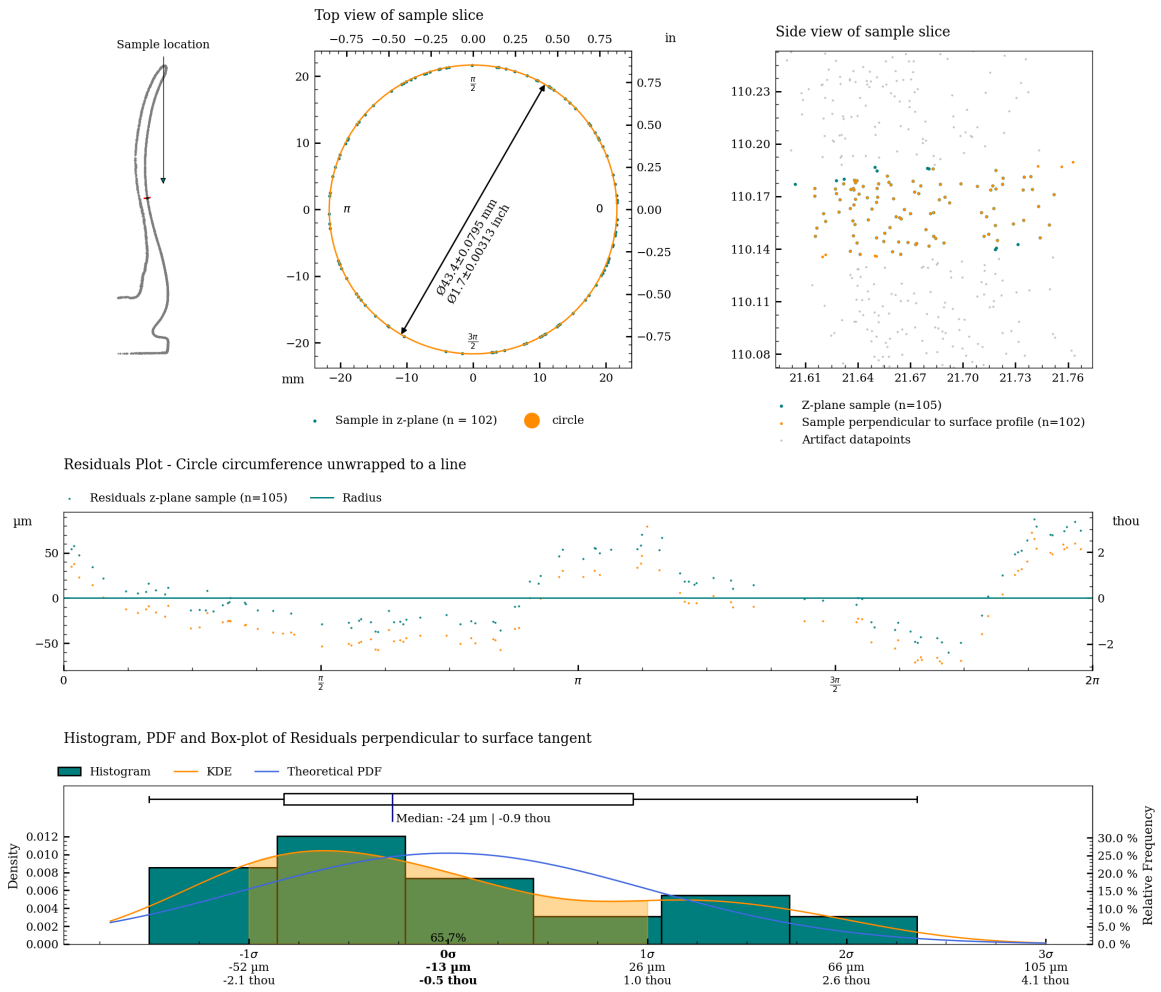 Top view of sample slice
Sample location
−0.75 −0.50 −0.25 0.00 0.25 0.50 0.75 in
Side view of sample slice
20
10
0
−10
−20
π/2
π
0
3π/2
Ø43.4±0.0795 mm
Ø1.7±0.00313 inch
0.75
0.50
0.25
0.00
−0.25
−0.50
−0.75
mm −20 −10 0 10 20
Sample in z-plane (n = 102) circle
110.23
110.20
110.17
110.14
110.11
110.08
21.61 21.64 21.67 21.70 21.73 21.76
Z-plane sample (n=105)
Sample perpendicular to surface profile (n=102)
Artifact datapoints
Residuals Plot - Circle circumference unwrapped to a line
Residuals z-plane sample (n=105) Radius
µm thou
50
0
−50
2
0
−2
0 π/2 π 3π/2 2π
Histogram, PDF and Box-plot of Residuals perpendicular to surface tangent
Histogram KDE Theoretical PDF
Median: -24 µm | -0.9 thou
Density
0.012
0.010
0.008
0.006
0.004
0.002
0.000
30.0 %
25.0 %
20.0 %
15.0 %
10.0 %
5.0 %
0.0 %
Relative Frequency
65.7%
-1σ 0σ 1σ 2σ 3σ
-52 µm -13 µm 26 µm 66 µm 105 µm
-2.1 thou -0.5 thou 1.0 thou 2.6 thou 4.1 thou